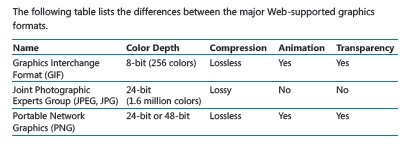 The following table lists the differences between the major Web-supported graphics
formats.
Name Color Depth Compression Animation Transparency
Graphics Interchange 8-bit (256 colors) Lossless Yes Yes
Format (GIF)
Joint Photographic 24-bit Lossy No No
Experts Group (JPEG, JPG) (1.6 million colors)
Portable Network 24-bit or 48-bit Lossless Yes Yes
Graphics (PNG)